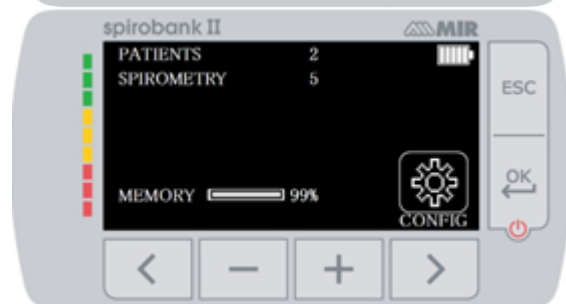 spirobank II MIR
PATIENTS 2
SPIROMETRY 5
MEMORY 99%
CONFIG
ESC
OK